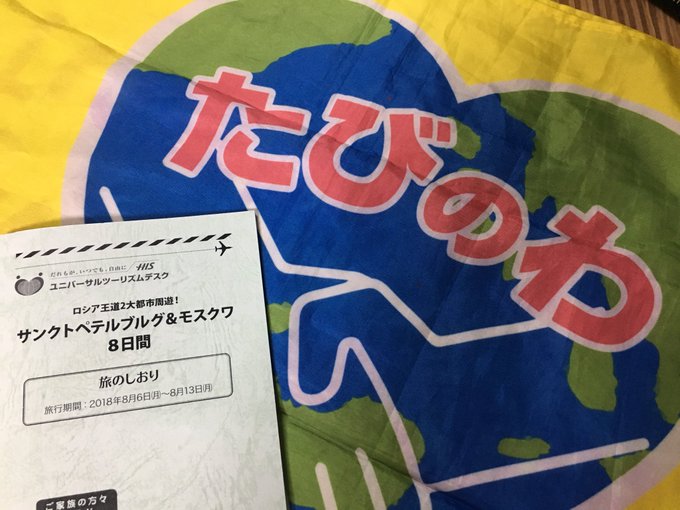 たびのわ
だれもが、いつでも、自由に HIS
ユニバーサルツーリズムデスク
ロシア王道2大都市周遊!
サンクトペテルブルグ&モスクワ
8日間
旅のしおり
旅行期間:2018年8月6日(月)~8月13日(月)
ご家族の方々